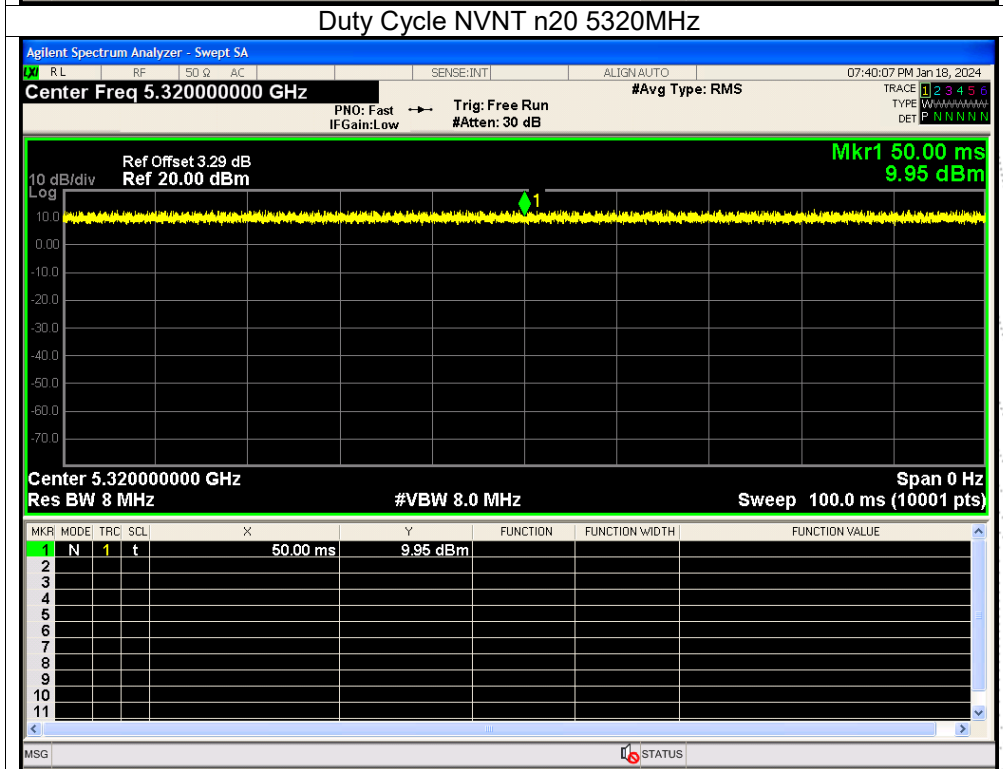 Duty Cycle NVNT n20 5320MHz
Agilent Spectrum Analyzer - Swept SA
LXI RL RF 50 Ω AC SENSE:INT ALIGN AUTO 07:40:07 PM Jan 18, 2024
Center Freq 5.320000000 GHz #Avg Type: RMS TRACE 1 2 3 4 5 6
PNO: Fast Trig: Free Run TYPE WWWWWW
IFGain:Low #Atten: 30 dB DET P N N N N N
Mkr1 50.00 ms
Ref Offset 3.29 dB
10 dB/div Ref 20.00 dBm 9.95 dBm
Log
1
10.0
0.00
-10.0
-20.0
-30.0
-40.0
-50.0
-60.0
-70.0
Center 5.320000000 GHz Span 0 Hz
Res BW 8 MHz #VBW 8.0 MHz Sweep 100.0 ms (10001 pts)
MKR MODE TRC SCL X Y FUNCTION FUNCTION WIDTH FUNCTION VALUE
1 N 1 t 50.00 ms 9.95 dBm
2
3
4
5
6
7
8
9
10
11
MSG STATUS